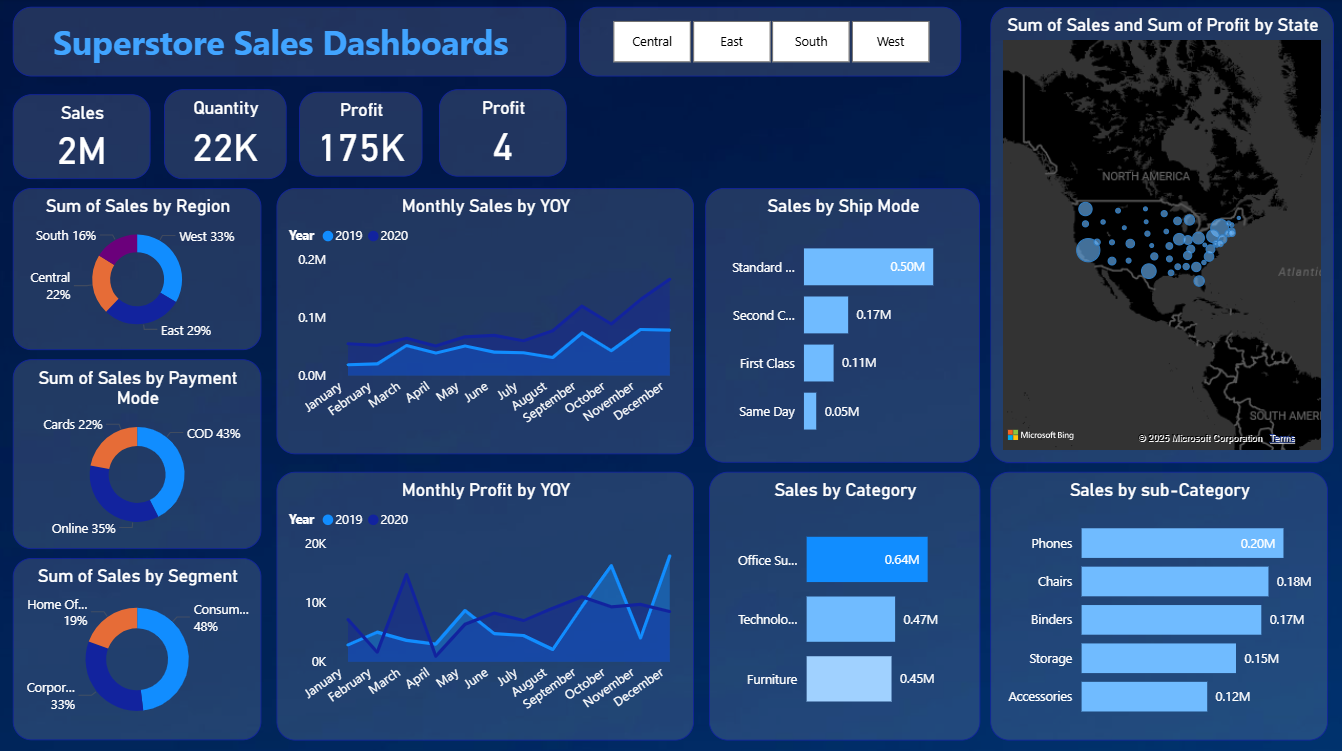 Superstore Sales Dashboards
Central
East
South
West
Sales
2M
Quantity
22K
Profit
175K
Profit
4
Sum of Sales and Sum of Profit by State
NORTH AMERICA
Atlantic
SOUTH AMERI
Microsoft Bing
© 2025 Microsoft Corporation Terms
Sum of Sales by Region
South 16%
West 33%
Central
22%
East 29%
Monthly Sales by YOY
Year 2019 2020
0.2M
0.1M
0.0M
January
February
March
April
May
June
July
August
September
October
November
December
Sales by Ship Mode
Standard ...
0.50M
Second C...
0.17M
First Class
0.11M
Same Day
0.05M
Sum of Sales by Payment
Mode
Cards 22%
COD 43%
Online 35%
Sum of Sales by Segment
Home Of...
19%
Consum...
48%
Corpor...
33%
Monthly Profit by YOY
Year 2019 2020
20K
10K
0K
January
February
March
April
May
June
July
August
September
October
November
December
Sales by Category
Office Su...
0.64M
Technolo...
0.47M
Furniture
0.45M
Sales by sub-Category
Phones
0.20M
Chairs
0.18M
Binders
0.17M
Storage
0.15M
Accessories
0.12M